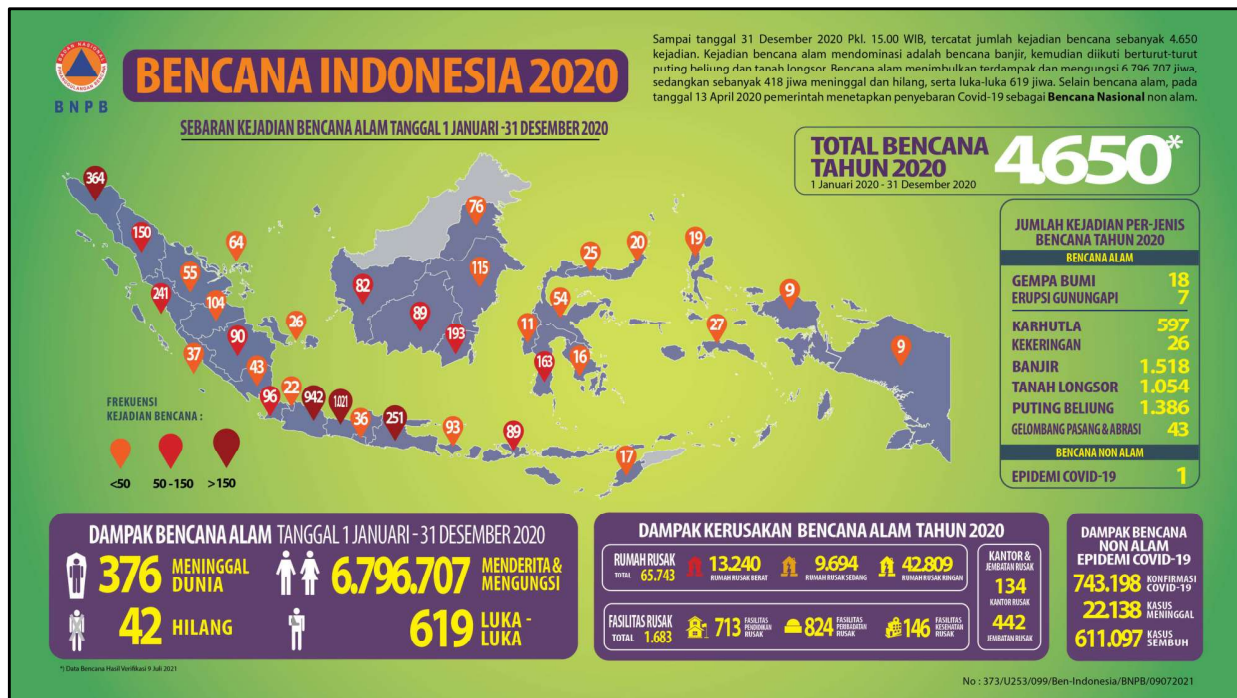 BADAN NASIONAL PENANGGULANGAN BENCANA
BNPB
BENCANA INDONESIA 2020
Sampai tanggal 31 Desember 2020 Pkl. 15.00 WIB, tercatat jumlah kejadian bencana sebanyak 4.650
kejadian. Kejadian bencana alam mendominasi adalah bencana banjir, kemudian diikuti berturut-turut
puting beliung dan tanah longsor. Bencana alam menimbulkan terdampak dan mengungsi 6.796.707 jiwa,
sedangkan sebanyak 418 jiwa meninggal dan hilang, serta luka-luka 619 jiwa. Selain bencana alam, pada
tanggal 13 April 2020 pemerintah menetapkan penyebaran Covid-19 sebagai Bencana Nasional non alam.
SEBARAN KEJADIAN BENCANA ALAM TANGGAL 1 JANUARI -31 DESEMBER 2020
TOTAL BENCANA
TAHUN 2020
1 Januari 2020 - 31 Desember 2020
4.650*
364
150
64
55
241
104
26
90
37
43
22
96
942
1.021
36
251
93
89
17
76
115
82
89
193
25
20
19
54
11
163
16
27
9
9
FREKUENSI
KEJADIAN BENCANA :
<50
50 -150
>150
JUMLAH KEJADIAN PER-JENIS
BENCANA TAHUN 2020
BENCANA ALAM
GEMPA BUMI 18
ERUPSI GUNUNGAPI 7
KARHUTLA 597
KEKERINGAN 26
BANJIR 1.518
TANAH LONGSOR 1.054
PUTING BELIUNG 1.386
GELOMBANG PASANG & ABRASI 43
BENCANA NON ALAM
EPIDEMI COVID-19 1
DAMPAK BENCANA ALAM TANGGAL 1 JANUARI - 31 DESEMBER 2020
376 MENINGGAL DUNIA
6.796.707 MENDERITA & MENGUNGSI
42 HILANG
619 LUKA - LUKA
DAMPAK KERUSAKAN BENCANA ALAM TAHUN 2020
RUMAH RUSAK
TOTAL 65.743
13.240
RUMAH RUSAK BERAT
9.694
RUMAH RUSAK SEDANG
42.809
RUMAH RUSAK RINGAN
FASILITAS RUSAK
TOTAL 1.683
713 FASILITAS PENDIDIKAN RUSAK
824 FASILITAS PERIBADATAN RUSAK
146 FASILITAS KESEHATAN RUSAK
KANTOR &
JEMBATAN RUSAK
134
KANTOR RUSAK
442
JEMBATAN RUSAK
DAMPAK BENCANA
NON ALAM
EPIDEMI COVID-19
743.198 KONFIRMASI COVID-19
22.138 KASUS MENINGGAL
611.097 KASUS SEMBUH
*) Data Bencana Hasil Verifikasi 9 Juli 2021
No : 373/U253/099/Ben-Indonesia/BNPB/09072021